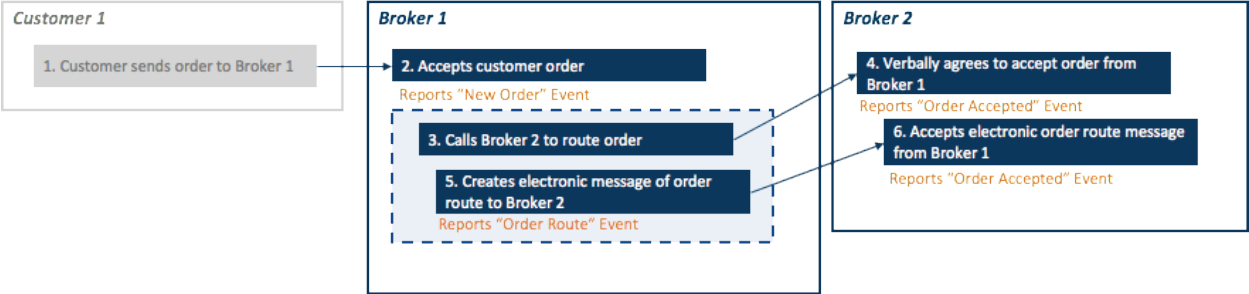 Customer 1
1. Customer sends order to Broker 1
Broker 1
2. Accepts customer order
Reports "New Order" Event
3. Calls Broker 2 to route order
5. Creates electronic message of order
route to Broker 2
Reports "Order Route" Event
Broker 2
4. Verbally agrees to accept order from
Broker 1
Reports "Order Accepted" Event
6. Accepts electronic order route message
from Broker 1
Reports "Order Accepted" Event